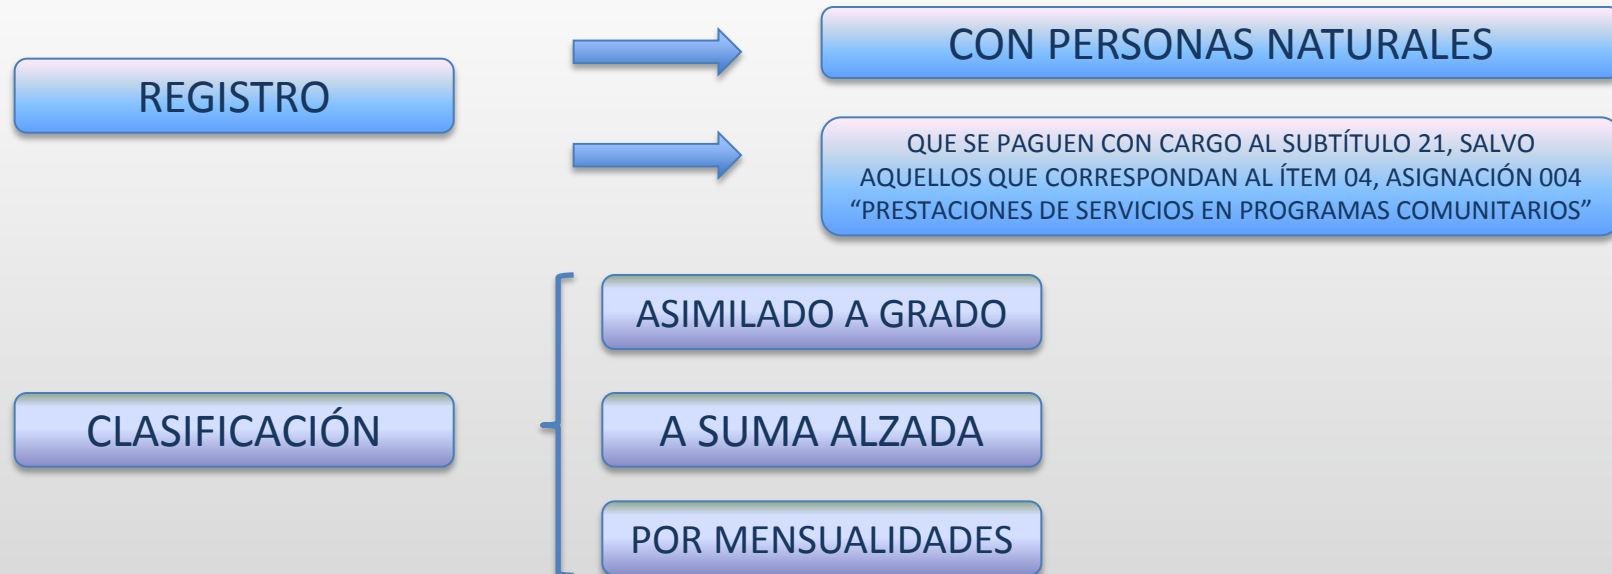 REGISTRO
CON PERSONAS NATURALES
QUE SE PAGUEN CON CARGO AL SUBTÍTULO 21, SALVO
AQUELLOS QUE CORRESPONDAN AL ÍTEM 04, ASIGNACIÓN 004
“PRESTACIONES DE SERVICIOS EN PROGRAMAS COMUNITARIOS”
CLASIFICACIÓN
ASIMILADO A GRADO
A SUMA ALZADA
POR MENSUALIDADES